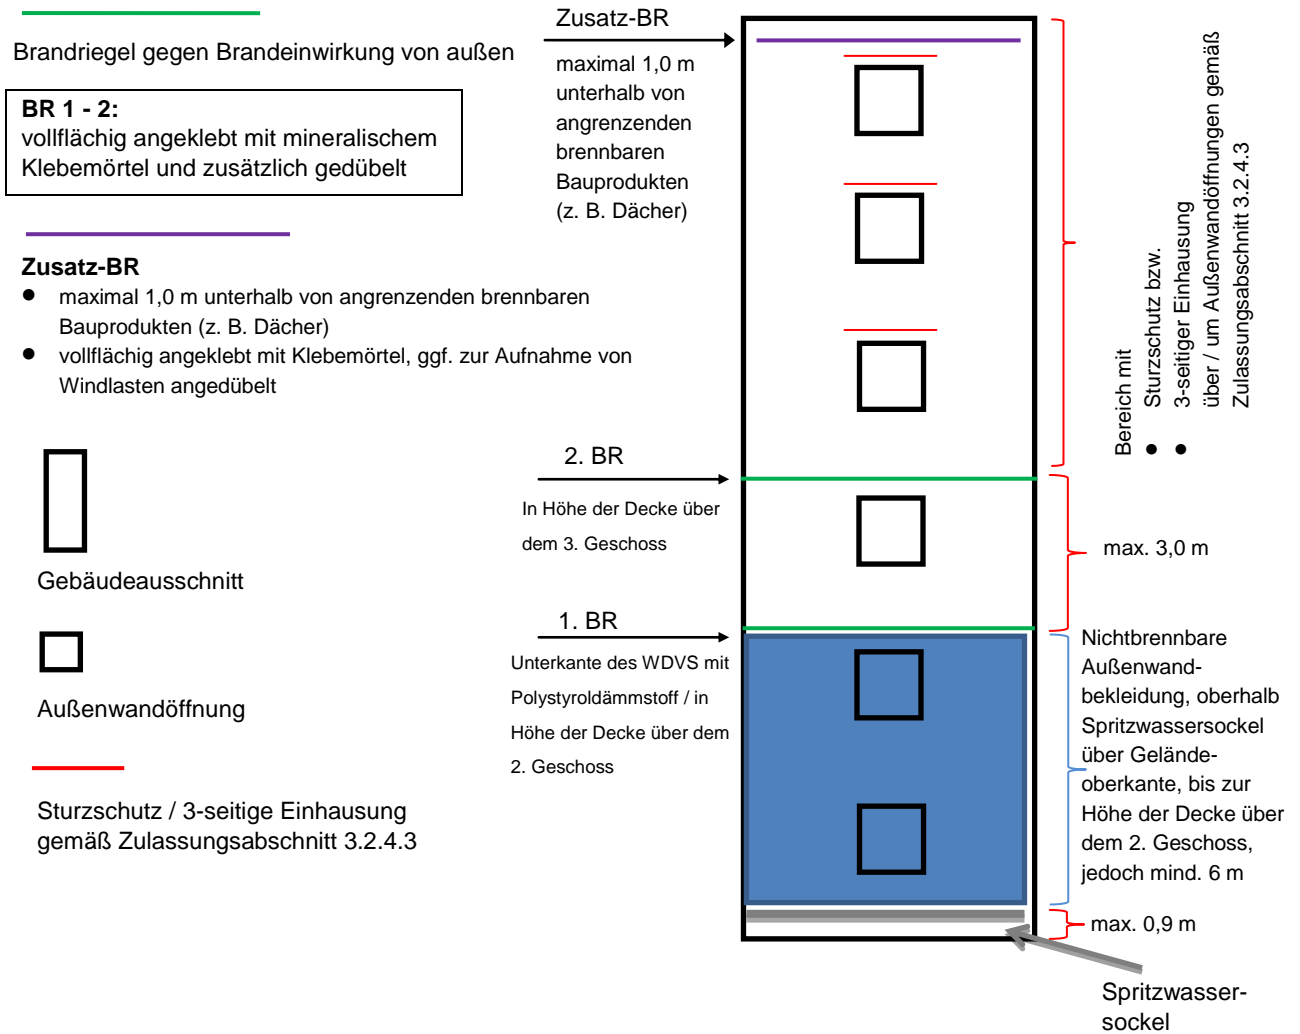 Brandriegel gegen Brandeinwirkung von außen
BR 1 - 2:
vollflächig angeklebt mit mineralischem
Klebemörtel und zusätzlich gedübelt
Zusatz-BR
● maximal 1,0 m unterhalb von angrenzenden brennbaren
Bauprodukten (z. B. Dächer)
● vollflächig angeklebt mit Klebemörtel, ggf. zur Aufnahme von
Windlasten angedübelt
Gebäudeausschnitt
Außenwandöffnung
Sturzschutz / 3-seitige Einhausung
gemäß Zulassungsabschnitt 3.2.4.3
Zusatz-BR
maximal 1,0 m
unterhalb von
angrenzenden
brennbaren
Bauprodukten
(z. B. Dächer)
2. BR
In Höhe der Decke über
dem 3. Geschoss
1. BR
Unterkante des WDVS mit
Polystyroldämmstoff / in
Höhe der Decke über dem
2. Geschoss
Bereich mit
● Sturzschutz bzw.
● 3-seitiger Einhausung
über / um Außenwandöffnungen gemäß
Zulassungsabschnitt 3.2.4.3
max. 3,0 m
Nichtbrennbare
Außenwand-
bekleidung, oberhalb
Spritzwassersockel
über Gelände-
oberkante, bis zur
Höhe der Decke über
dem 2. Geschoss,
jedoch mind. 6 m
max. 0,9 m
Spritzwasser-
sockel